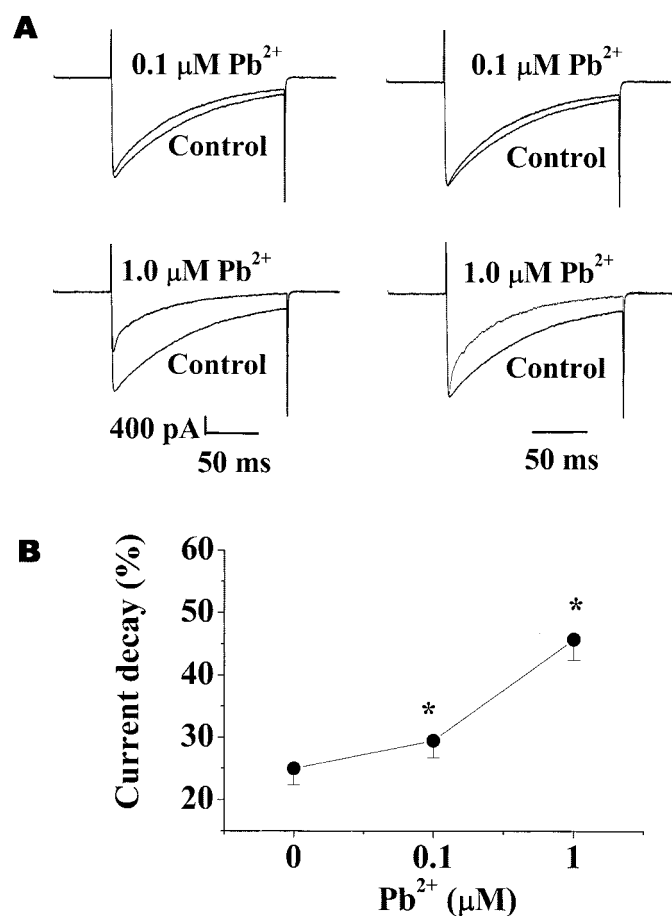 A
0.1 μM Pb²⁺
0.1 μM Pb²⁺
Control
Control
1.0 μM Pb²⁺
1.0 μM Pb²⁺
Control
Control
400 pA
50 ms
50 ms
B
Current decay (%)
60
50
40
30
20
*
*
0
0.1
1
Pb²⁺ (μM)